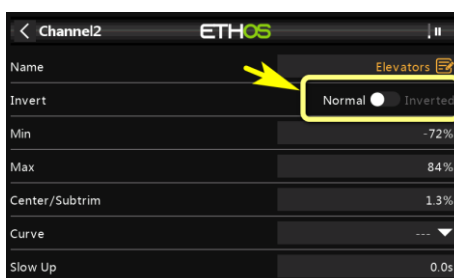 Channel2 ETHOS
Name Elevators
Invert Normal Inverted
Min -72%
Max 84%
Center/Subtrim 1.3%
Curve ---
Slow Up 0.0s